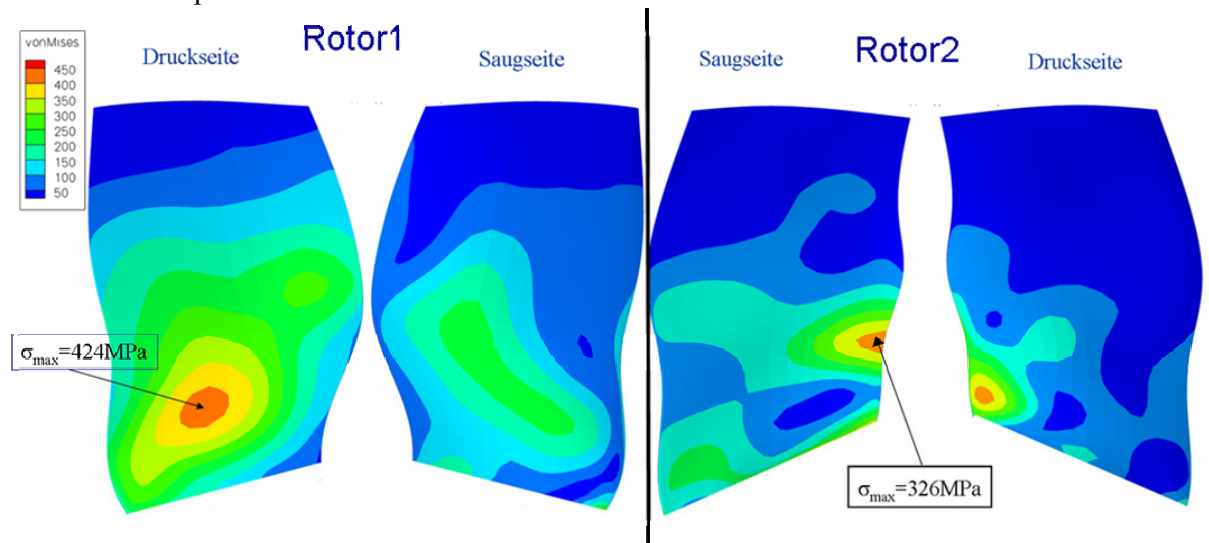 Rotor1
Rotor2
Druckseite
Saugseite
Saugseite
Druckseite
vonMises
450
400
350
300
250
200
150
100
50
σmax=424MPa
σmax=326MPa